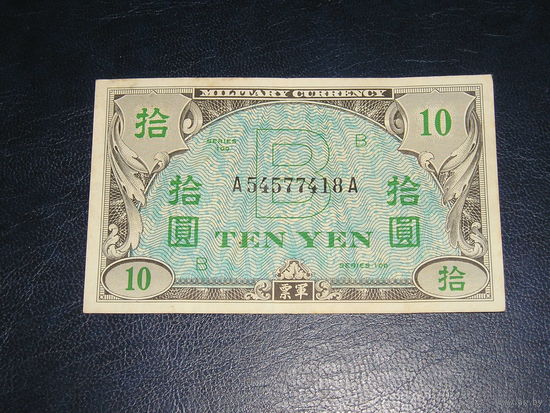 MILITARY CURRENCY
拾 10
SERIES 100
B B
A54577418A
拾圓 拾圓
TEN YEN
B SERIES 100
10 票軍 拾